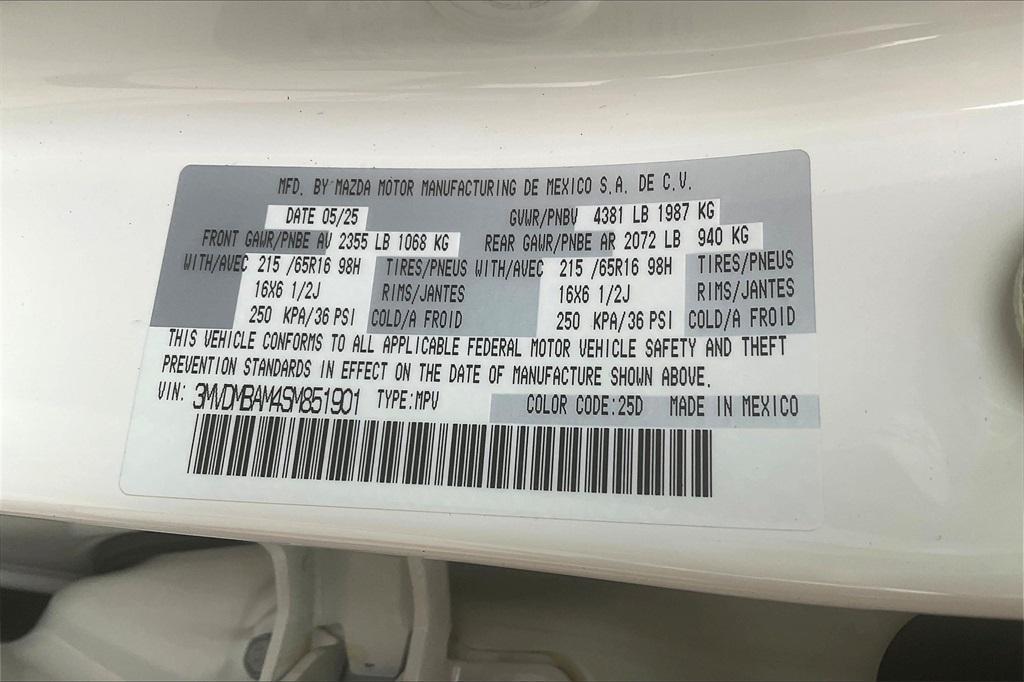 MFD. BY MAZDA MOTOR MANUFACTURING DE MEXICO S.A. DE C.V.
DATE 05/25 GVWR/PNBV 4381 LB 1987 KG
FRONT GAWR/PNBE AV 2355 LB 1068 KG REAR GAWR/PNBE AR 2072 LB 940 KG
WITH/AVEC 215 /65R16 98H TIRES/PNEUS WITH/AVEC 215 /65R16 98H TIRES/PNEUS
16X6 1/2J RIMS/JANTES 16X6 1/2J RIMS/JANTES
250 KPA/36 PSI COLD/A FROID 250 KPA/36 PSI COLD/A FROID
THIS VEHICLE CONFORMS TO ALL APPLICABLE FEDERAL MOTOR VEHICLE SAFETY AND THEFT
PREVENTION STANDARDS IN EFFECT ON THE DATE OF MANUFACTURE SHOWN ABOVE.
VIN: 3MVDMBAM4SM851901 TYPE:MPV COLOR CODE:25D MADE IN MEXICO